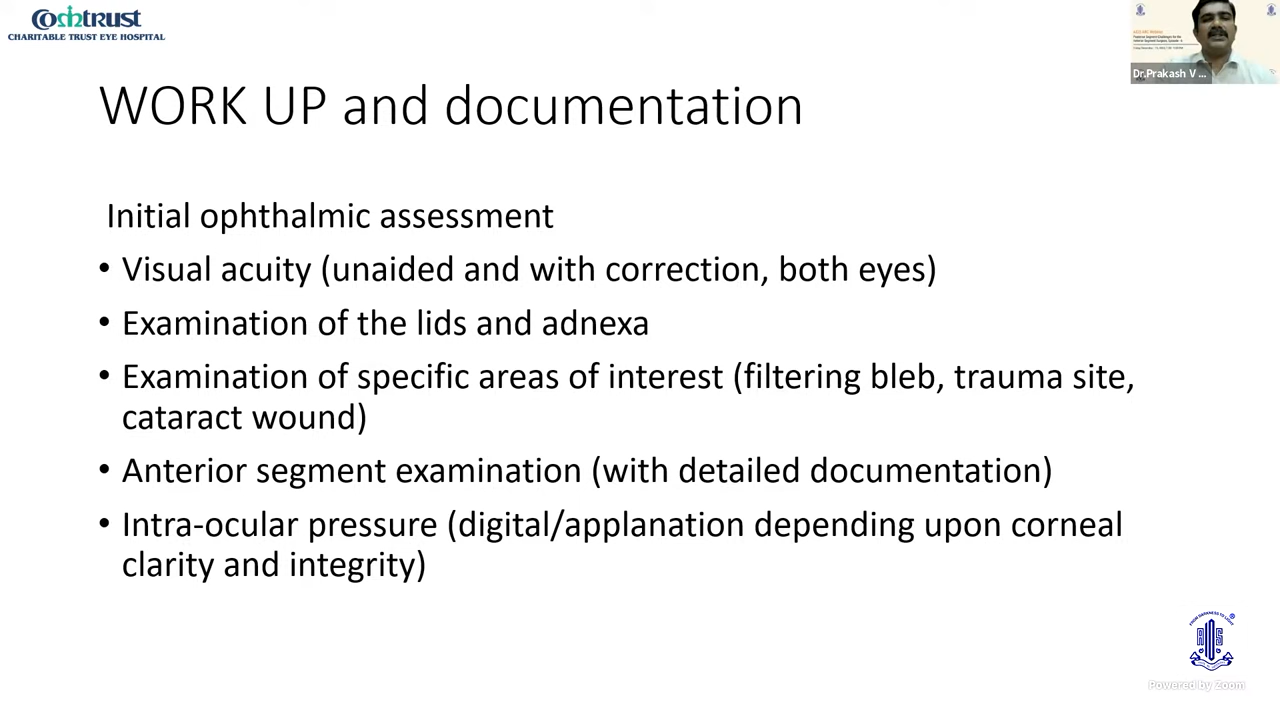 Coshtrust
CHARITABLE TRUST EYE HOSPITAL
Dr.Prakash V ...
WORK UP and documentation
Initial ophthalmic assessment
• Visual acuity (unaided and with correction, both eyes)
• Examination of the lids and adnexa
• Examination of specific areas of interest (filtering bleb, trauma site,
cataract wound)
• Anterior segment examination (with detailed documentation)
• Intra-ocular pressure (digital/applanation depending upon corneal
clarity and integrity)
Powered by Zoom